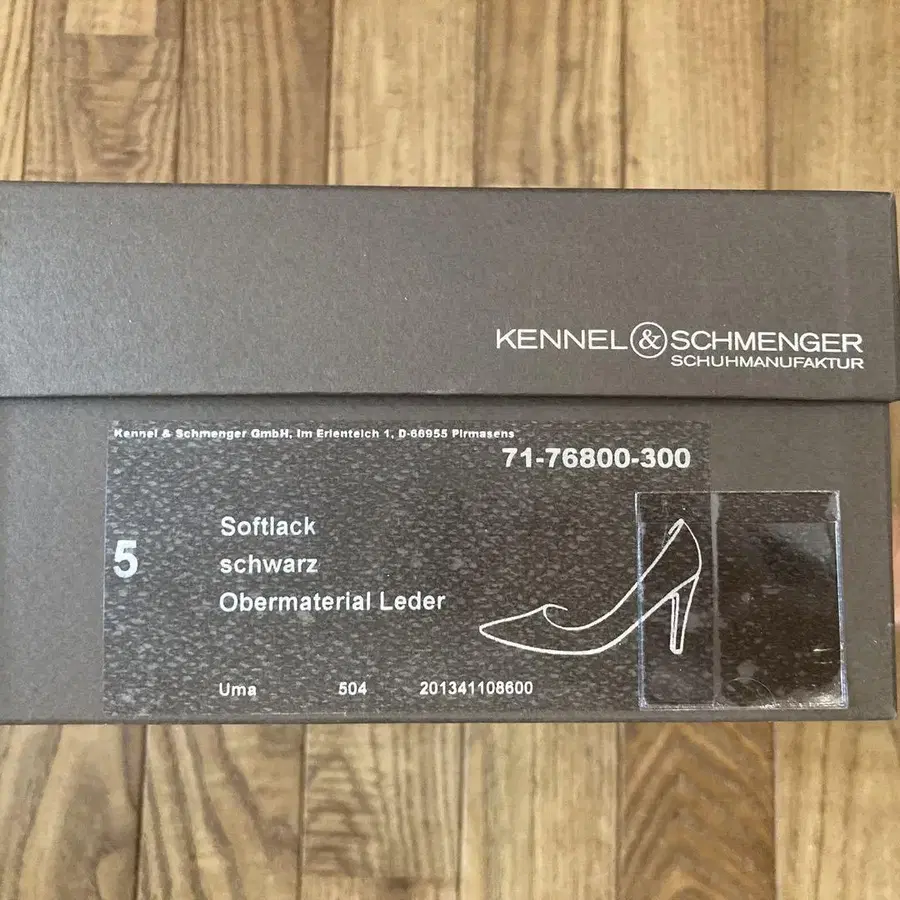 KENNEL & SCHMENGER
SCHUHMANUFAKTUR
Kennel & Schmenger GmbH, Im Erlenteich 1, D-66955 Pirmasens
71-76800-300
5
Softlack
schwarz
Obermaterial Leder
Uma 504 201341108600